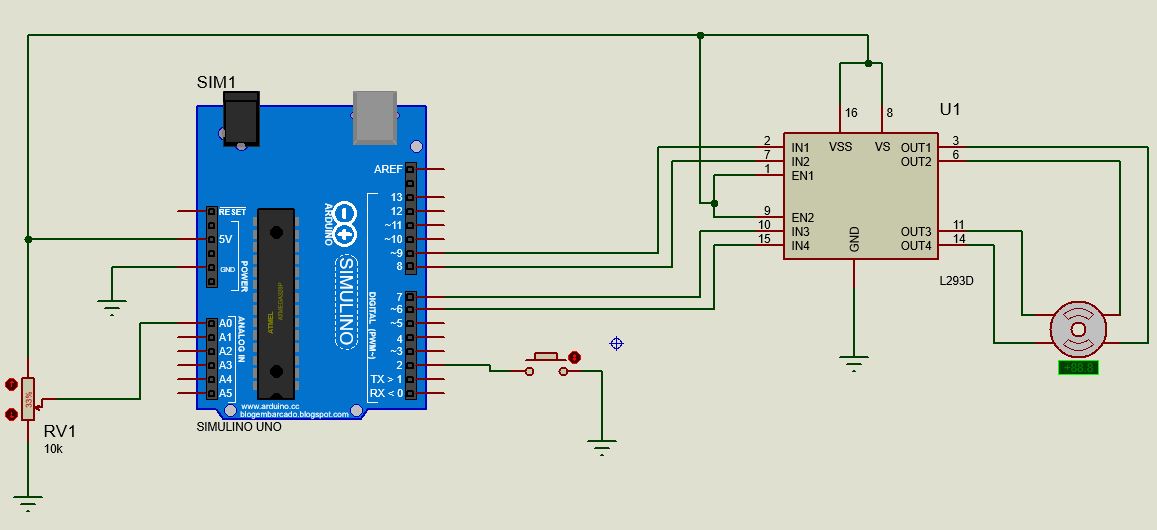 SIM1
AREF
13
12
~11
~10
~9
8
7
~6
~5
4
~3
2
TX > 1
RX < 0
RESET
5V
GND
POWER
A0
A1
A2
A3
A4
A5
ANALOG IN
ARDUINO
SIMULINO
DIGITAL (PWM~)
ATMEL
ATMEGA328P
www.arduino.cc
blogembarcado.blogspot.com
SIMULINO UNO
33%
RV1
10k
U1
16 8
VSS VS
2 IN1
7 IN2
1 EN1
9 EN2
10 IN3
15 IN4
GND
OUT1 3
OUT2 6
OUT3 11
OUT4 14
L293D
+88.8